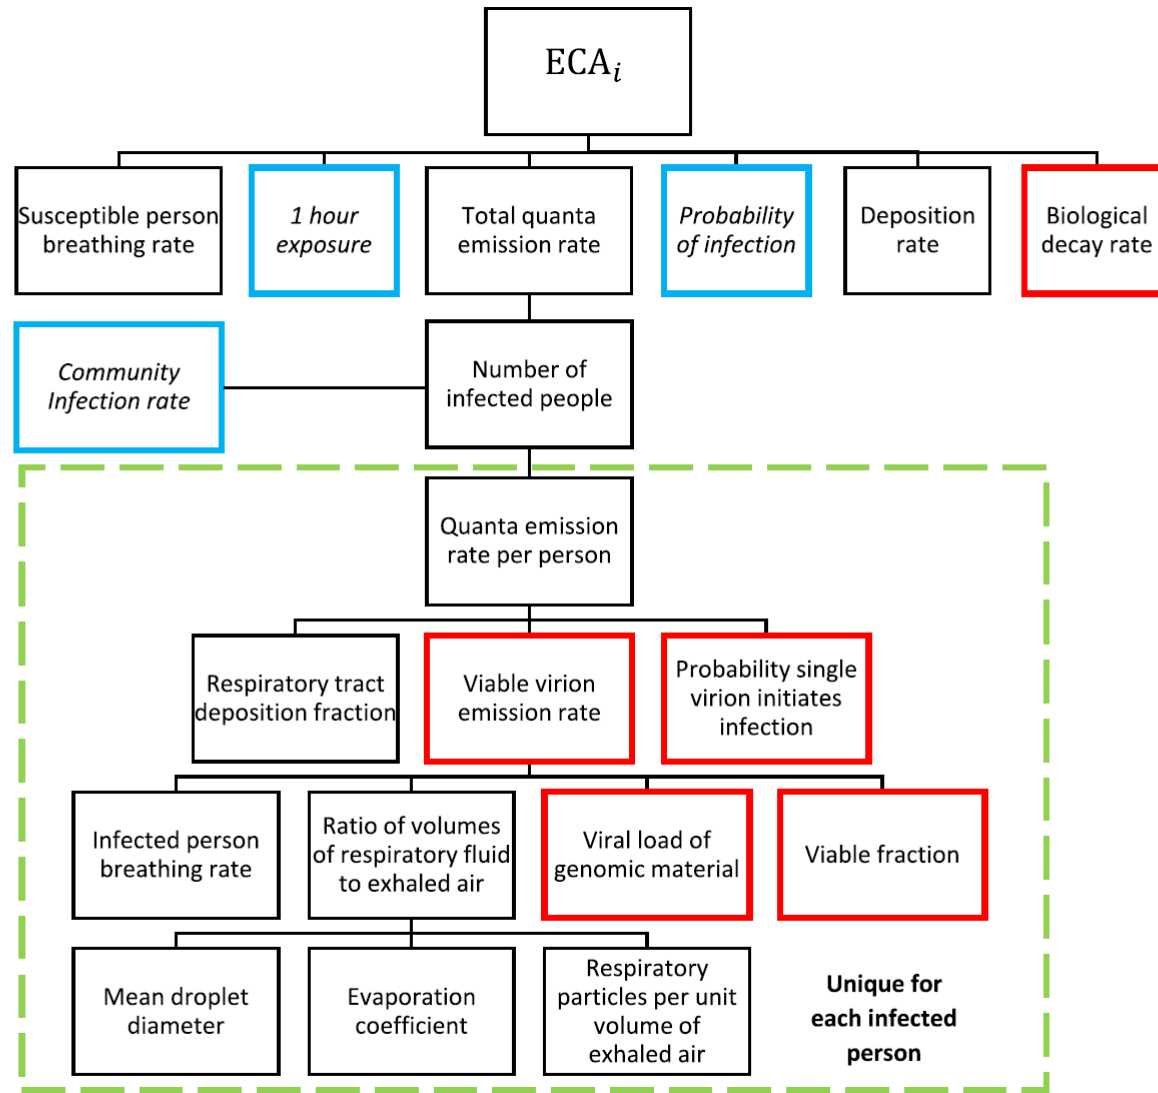 ECAᵢ
Susceptible person
breathing rate
1 hour
exposure
Total quanta
emission rate
Probability
of infection
Deposition
rate
Biological
decay rate
Community
Infection rate
Number of
infected people
Quanta emission
rate per person
Respiratory tract
deposition fraction
Viable virion
emission rate
Probability single
virion initiates
infection
Infected person
breathing rate
Ratio of volumes
of respiratory fluid
to exhaled air
Viral load of
genomic material
Viable fraction
Mean droplet
diameter
Evaporation
coefficient
Respiratory
particles per unit
volume of
exhaled air
Unique for
each infected
person